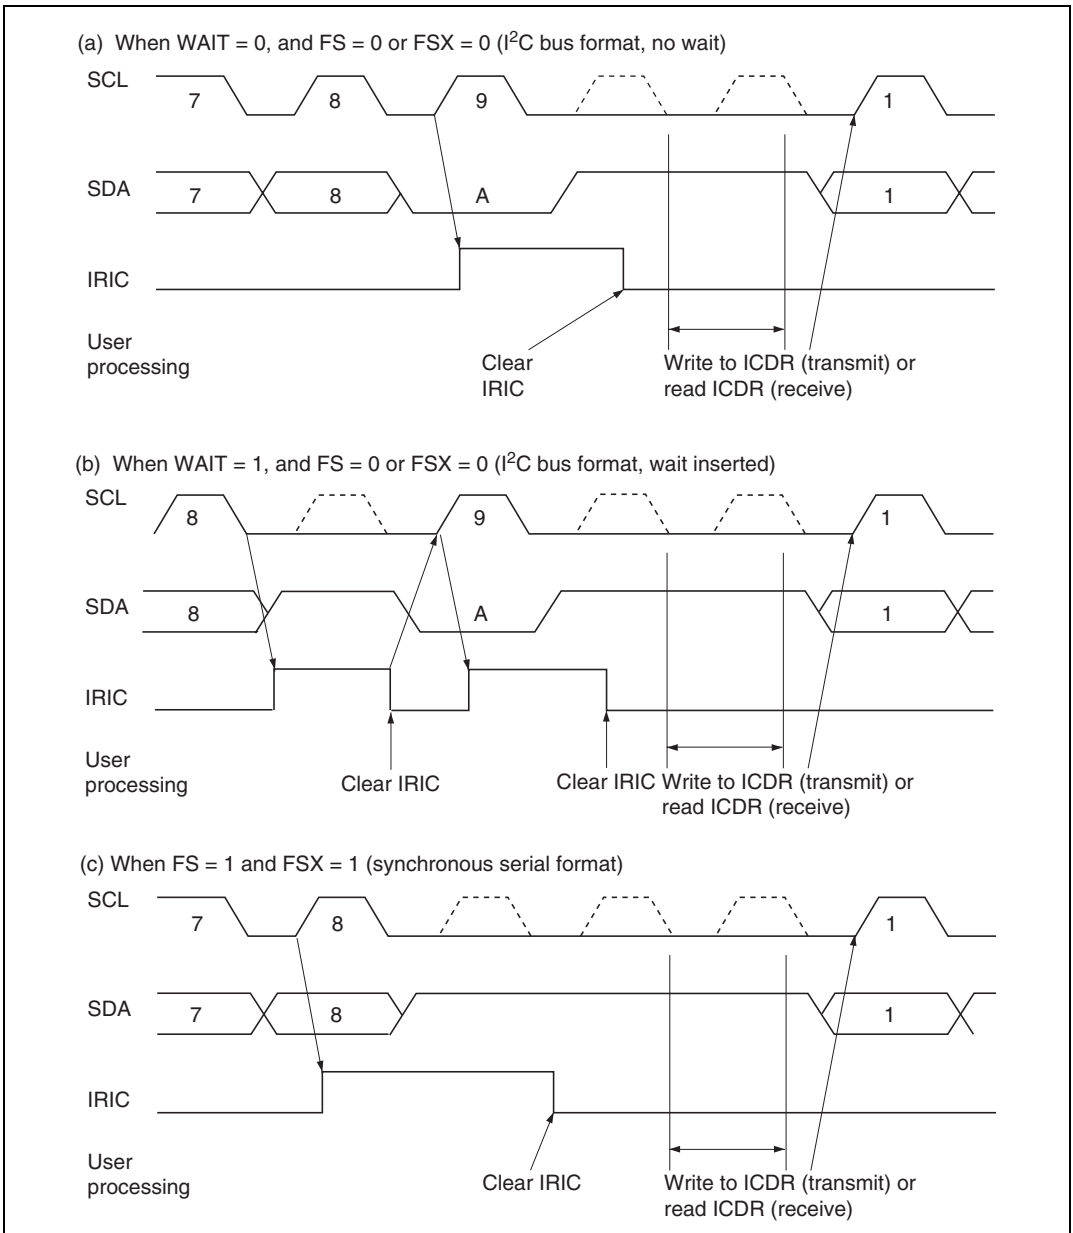 (a) When WAIT = 0, and FS = 0 or FSX = 0 (I²C bus format, no wait)
SCL
7 8 9 1
SDA
7 8 A 1
IRIC
User
processing
Clear
IRIC
Write to ICDR (transmit) or
read ICDR (receive)
(b) When WAIT = 1, and FS = 0 or FSX = 0 (I²C bus format, wait inserted)
SCL
8 9 1
SDA
8 A 1
IRIC
User
processing
Clear IRIC
Clear IRIC
Write to ICDR (transmit) or
read ICDR (receive)
(c) When FS = 1 and FSX = 1 (synchronous serial format)
SCL
7 8 1
SDA
7 8 1
IRIC
User
processing
Clear IRIC
Write to ICDR (transmit) or
read ICDR (receive)